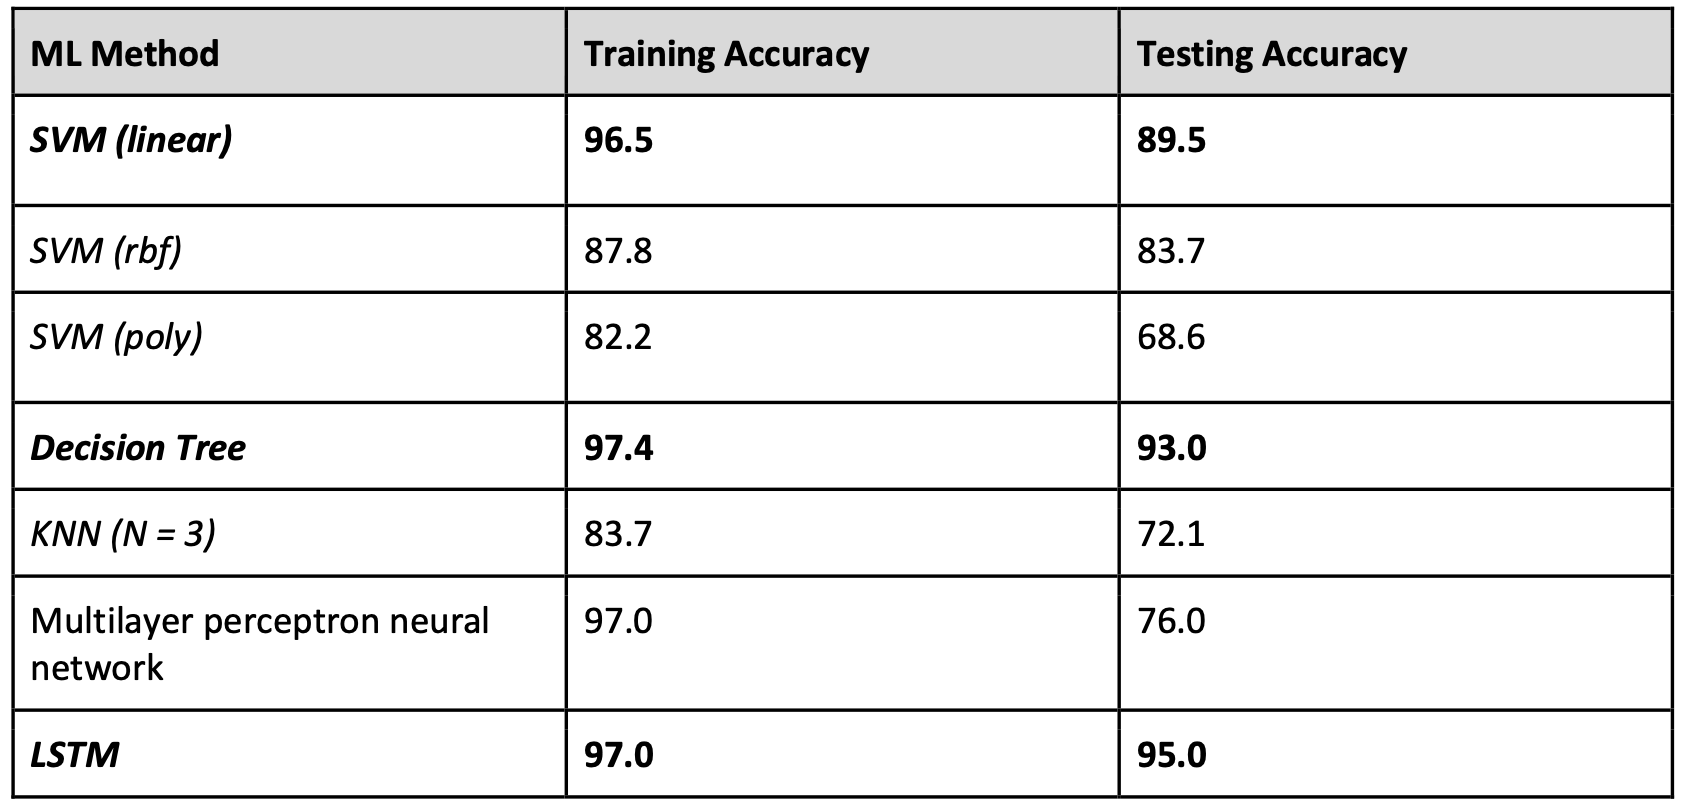 ML Method Training Accuracy Testing Accuracy
SVM (linear) 96.5 89.5
SVM (rbf) 87.8 83.7
SVM (poly) 82.2 68.6
Decision Tree 97.4 93.0
KNN (N = 3) 83.7 72.1
Multilayer perceptron neural 97.0 76.0
network
LSTM 97.0 95.0